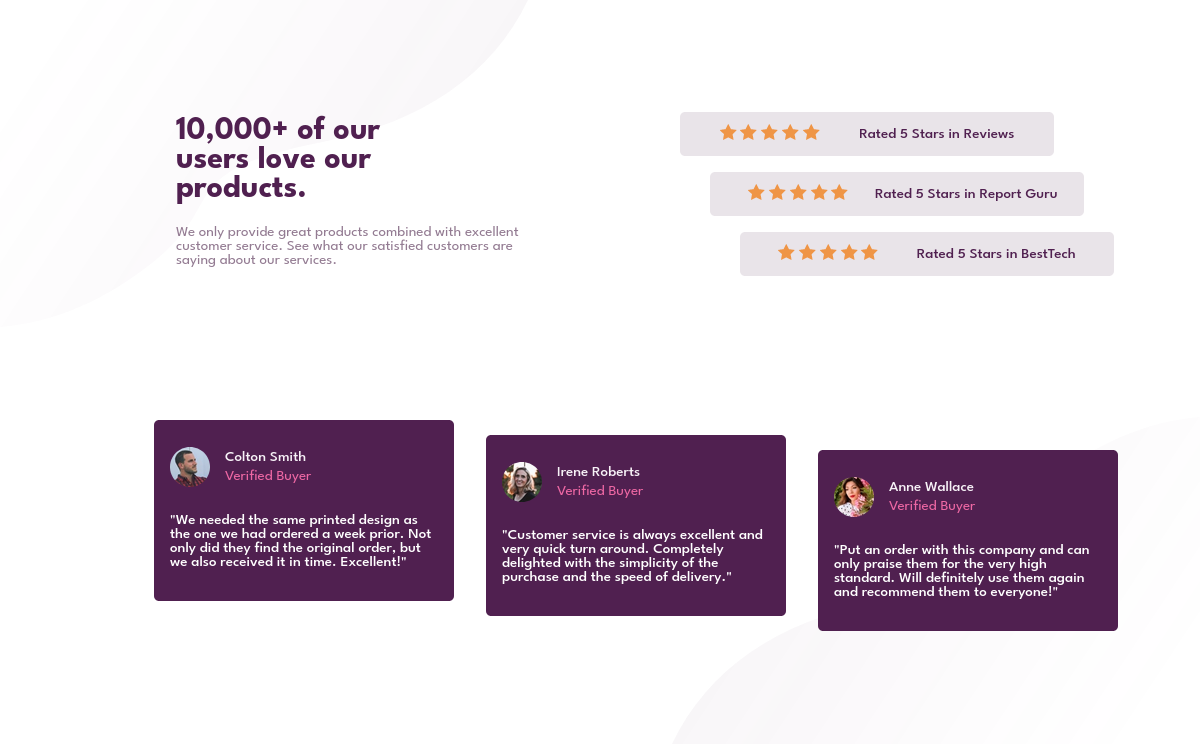 10,000+ of our
users love our
products.
We only provide great products combined with excellent
customer service. See what our satisfied customers are
saying about our services.
Rated 5 Stars in Reviews
Rated 5 Stars in Report Guru
Rated 5 Stars in BestTech
Colton Smith
Verified Buyer
"We needed the same printed design as
the one we had ordered a week prior. Not
only did they find the original order, but
we also received it in time. Excellent!"
Irene Roberts
Verified Buyer
"Customer service is always excellent and
very quick turn around. Completely
delighted with the simplicity of the
purchase and the speed of delivery."
Anne Wallace
Verified Buyer
"Put an order with this company and can
only praise them for the very high
standard. Will definitely use them again
and recommend them to everyone!"